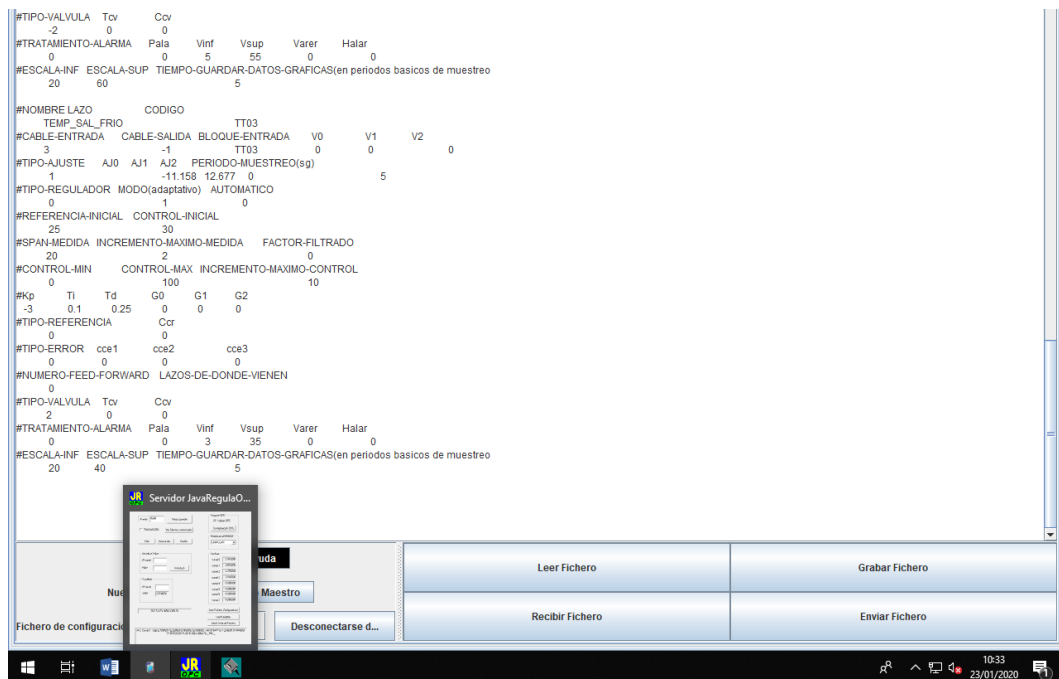 #TIPO-VALVULA Tcv Ccv
-2 0 0
#TRATAMIENTO-ALARMA Pala Vinf Vsup Varer Halar
0 0 5 55 0 0
#ESCALA-INF ESCALA-SUP TIEMPO-GUARDAR-DATOS-GRAFICAS(en periodos basicos de muestreo
20 60 5
#NOMBRE LAZO CODIGO
TEMP_SAL_FRIO TT03
#CABLE-ENTRADA CABLE-SALIDA BLOQUE-ENTRADA V0 V1 V2
3 -1 TT03 0 0 0
#TIPO-AJUSTE AJ0 AJ1 AJ2 PERIODO-MUESTREO(sg)
1 -11.158 12.677 0 5
#TIPO-REGULADOR MODO(adaptativo) AUTOMATICO
0 1 0
#REFERENCIA-INICIAL CONTROL-INICIAL
25 30
#SPAN-MEDIDA INCREMENTO-MAXIMO-MEDIDA FACTOR-FILTRADO
20 2 0
#CONTROL-MIN CONTROL-MAX INCREMENTO-MAXIMO-CONTROL
0 100 10
#Kp Ti Td G0 G1 G2
-3 0.1 0.25 0 0 0
#TIPO-REFERENCIA Ccr
0 0
#TIPO-ERROR cce1 cce2 cce3
0 0 0 0
#NUMERO-FEED-FORWARD LAZOS-DE-DONDE-VIENEN
0
#TIPO-VALVULA Tcv Ccv
2 0 0
#TRATAMIENTO-ALARMA Pala Vinf Vsup Varer Halar
0 0 3 35 0 0
#ESCALA-INF ESCALA-SUP TIEMPO-GUARDAR-DATOS-GRAFICAS(en periodos basicos de muestreo
20 40 5
JR OPC Servidor JavaRegulaO...
uda
Leer Fichero Grabar Fichero
Nue Maestro
Recibir Fichero Enviar Fichero
Fichero de configuraci Desconectarse d...
W JR OPC
10:33
23/01/2020
1